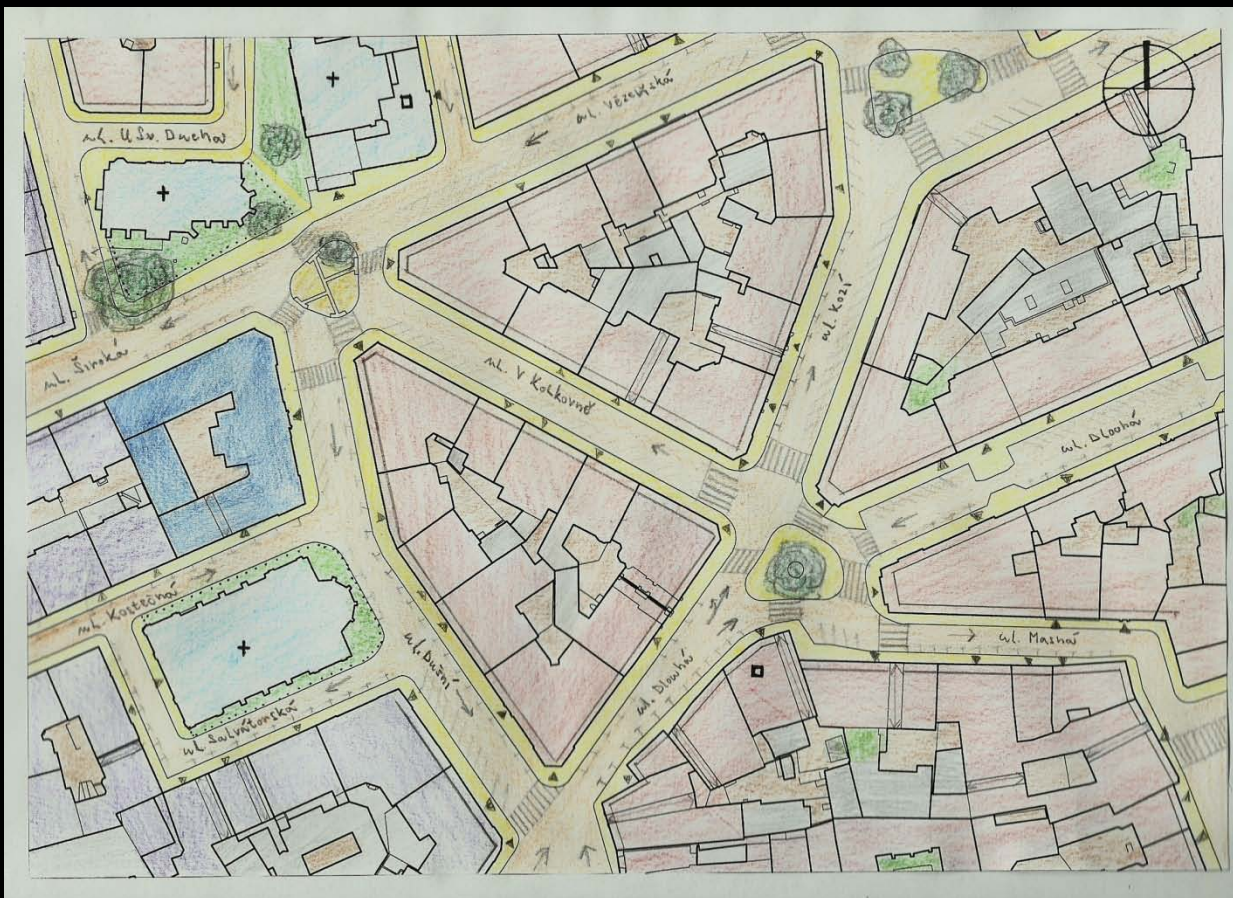 ul. U Sv. Ducha
ul. Vězeňská
ul. Široká
ul. V Kolkovně
ul. Kozí
ul. Dlouhá
ul. Kostečná
ul. Dušní
ul. Dlouhá
ul. Masná
ul. Salvátorská